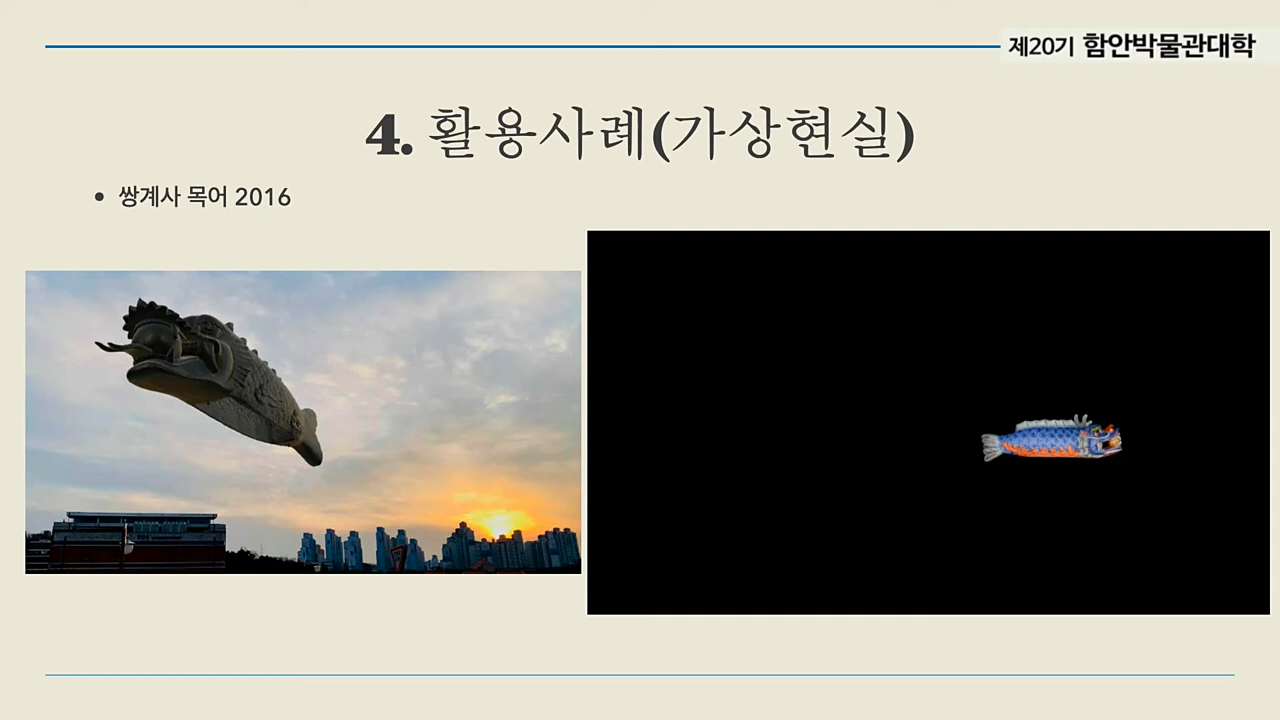 제20기 함안박물관대학
4. 활용사례(가상현실)
• 쌍계사 목어 2016